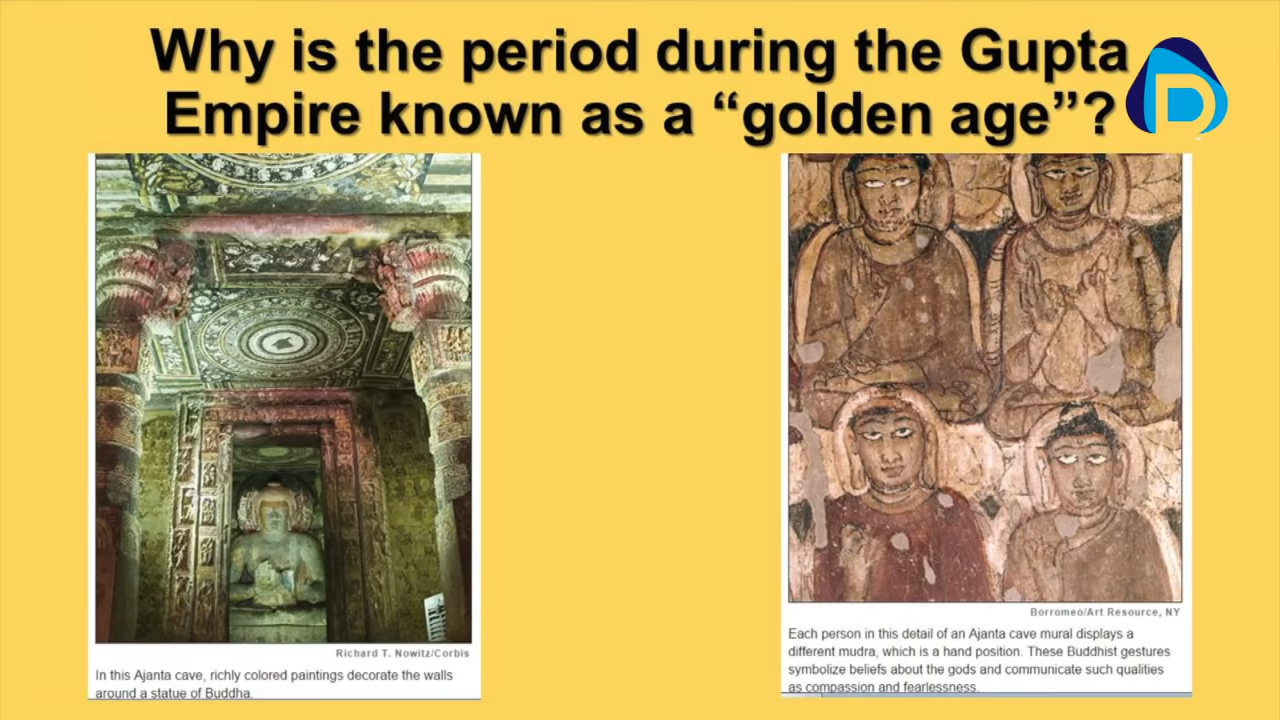 Why is the period during the Gupta
Empire known as a “golden age”?
Richard T. Nowitz/Corbis
In this Ajanta cave, richly colored paintings decorate the walls
around a statue of Buddha.
Borromeo/Art Resource, NY
Each person in this detail of an Ajanta cave mural displays a
different mudra, which is a hand position. These Buddhist gestures
symbolize beliefs about the gods and communicate such qualities
as compassion and fearlessness.